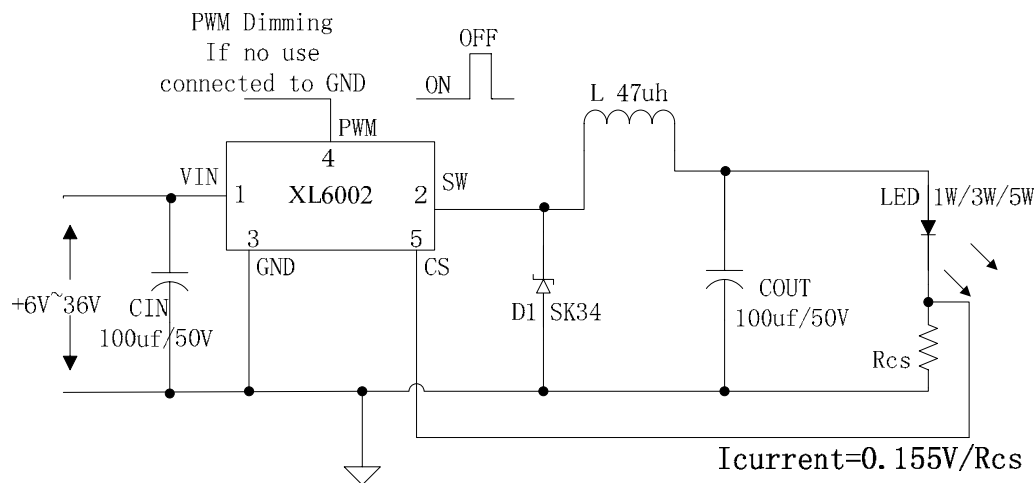 PWM Dimming
If no use
connected to GND
OFF
ON
L 47uh
PWM
4
VIN
1
XL6002
2
SW
3
5
GND
CS
LED 1W/3W/5W
+6V~36V
CIN
100uf/50V
D1 SK34
COUT
100uf/50V
Rcs
Icurrent=0.155V/Rcs